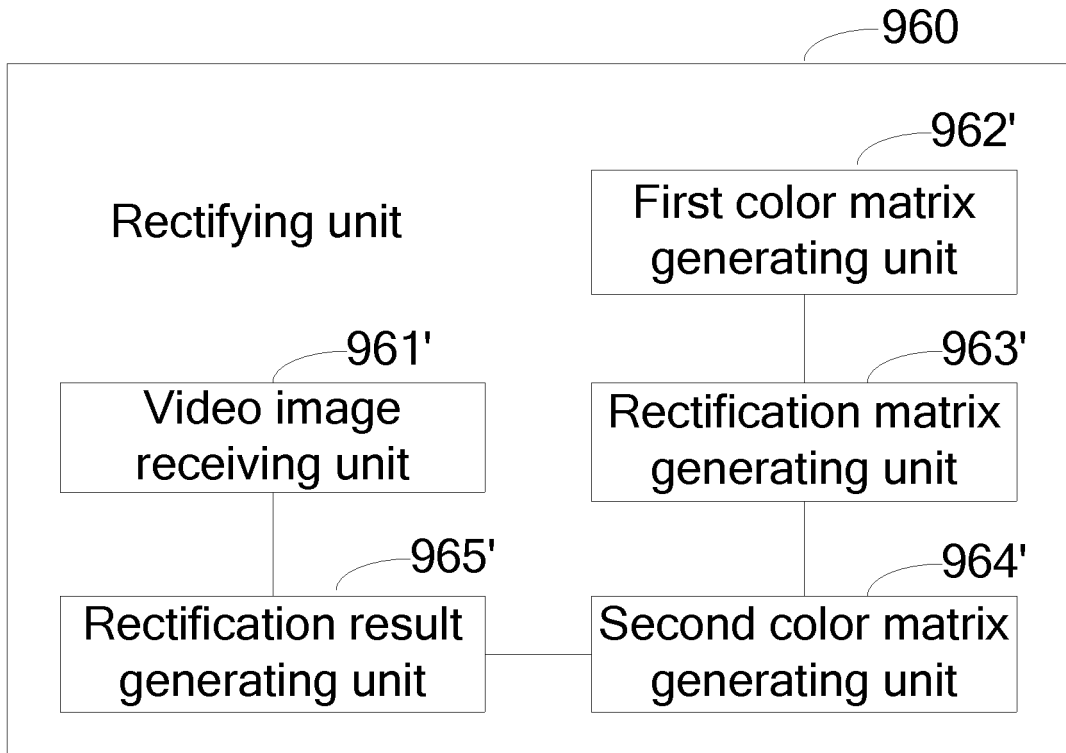 960
962'
First color matrix
generating unit
Rectifying unit
961'
Video image
receiving unit
963'
Rectification matrix
generating unit
965'
Rectification result
generating unit
964'
Second color matrix
generating unit